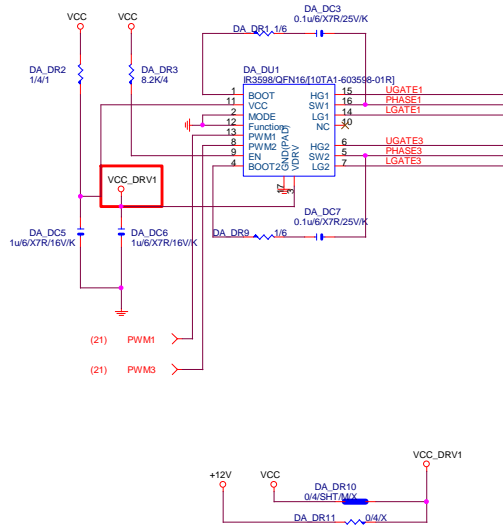 VCC VCC
DA_DR2
1/4/1
DA_DR3
8.2K/4
DA_DR1 1/6
DA_DC3
0.1u/6/X7R/25V/K
DA_DU1
IR3598/QFN16/[10TA1-603598-01R]
1 BOOT HG1 15 UGATE1
11 VCC SW1 16 PHASE1
2 MODE LG1 14 LGATE1
12 Function NC 10
13 PWM1
8 PWM2 HG2 6 UGATE3
9 EN SW2 5 PHASE3
4 BOOT2 LG2 7 LGATE3
GND(PAD) VDRV
17 3
VCC_DRV1
DA_DC5
1u/6/X7R/16V/K
DA_DC6
1u/6/X7R/16V/K
DA_DC7
0.1u/6/X7R/25V/K
DA_DR9 1/6
(21) PWM1
(21) PWM3
VCC_DRV1
+12V VCC
DA_DR10
0/4/SHT/M/X
DA_DR11 0/4/X